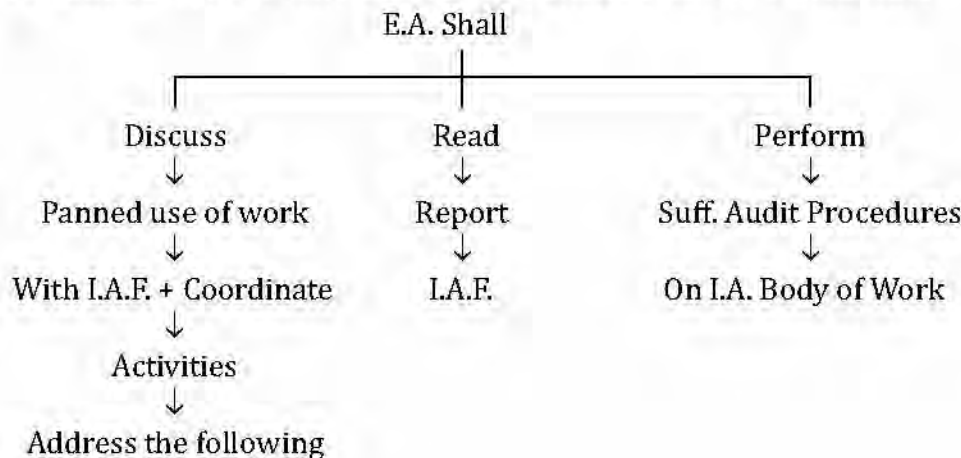 E.A. Shall
Discuss
Read
Perform
↓
↓
↓
Panned use of work
Report
Suff. Audit Procedures
↓
↓
↓
With I.A.F. + Coordinate
I.A.F.
On I.A. Body of Work
↓
Activities
↓
Address the following